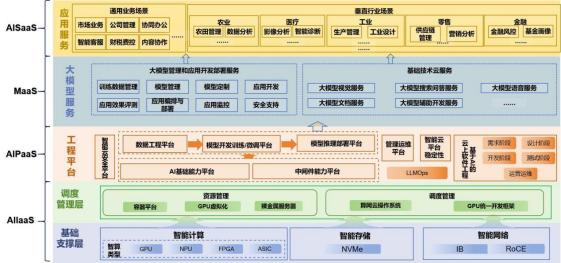 AISaaS
应用服务
通用业务场景
市场业务
公司管理
协同办公
智能客服
财税费控
内容协作
......
垂直行业场景
农业
农田管理
数据分析
医疗
影像分析
智能诊断
工业
生产管理
工业设计
零售
供应链管理
营销分析
金融
金融风控
基金画像
......
MaaS
大模型服务
大模型管理和应用开发部署服务
训练数据管理
模型管理
模型定制
应用开发
应用效果评测
应用编排与部署
应用监控
安全支持
基础技术云服务
大模型视觉服务
大模型搜索问答服务
大模型语音服务
大模型文档服务
大模型辅助开发服务
......
AIPaaS
工程平台
智能云安全平台
数据工程平台
模型开发训练/微调平台
模型推理部署平台
AI基础能力平台
中间件能力平台
管理运维平台
智能云平台稳定性
LLMOps
基于AI的云上软件工程
需求阶段
设计阶段
开发阶段
测试阶段
运营运维
AIIaaS
调度管理层
资源管理
容器平台
GPU虚拟化
裸金属服务器
调度管理
算网云操作系统
GPU统一开发框架
基础支撑层
智能计算
智算类型
GPU
NPU
FPGA
ASIC
智能存储
NVMe
智能网络
IB
RoCE